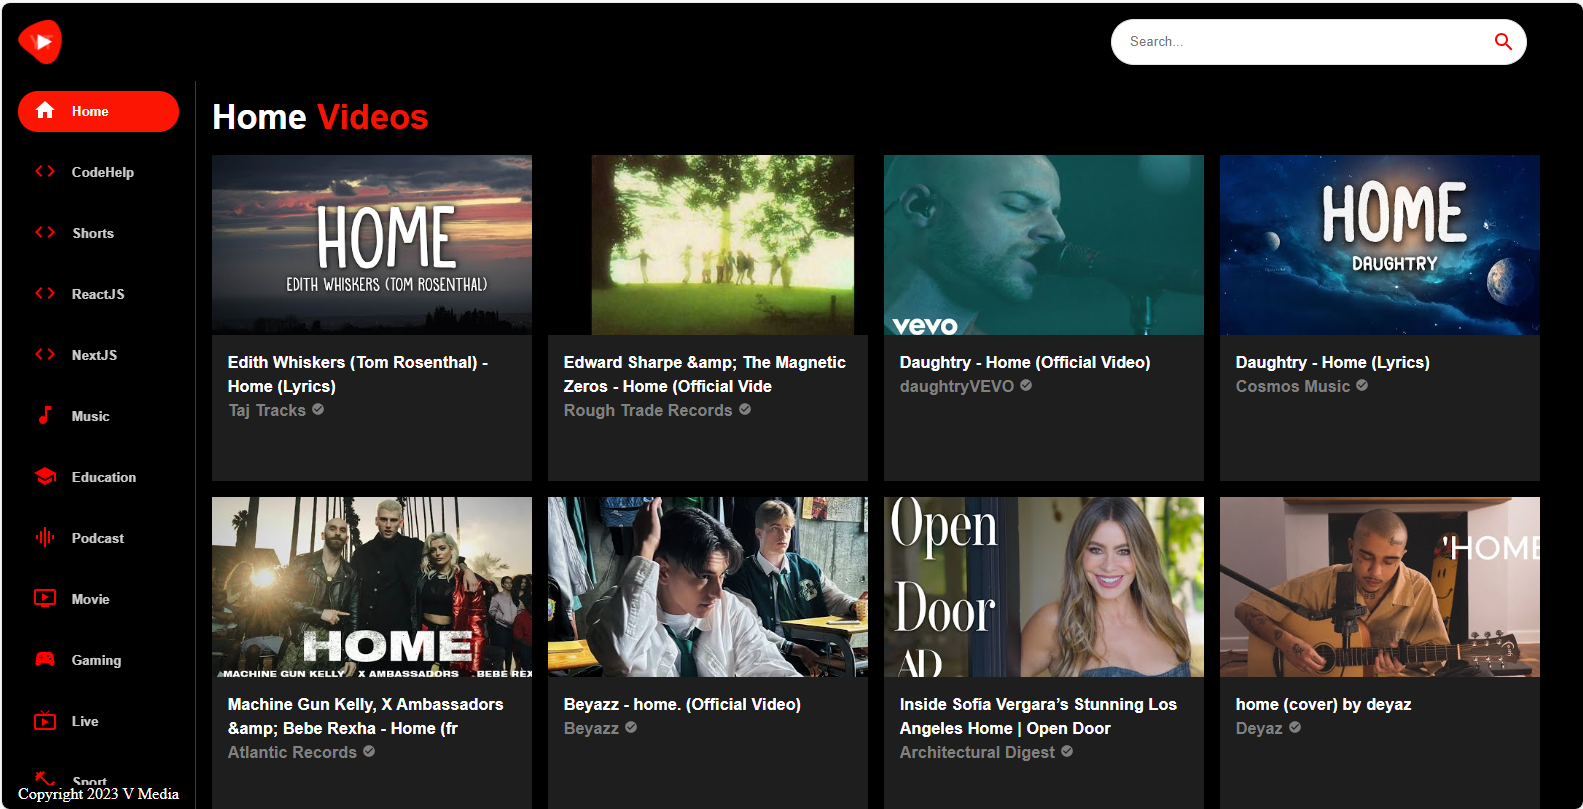 Search...
Home
CodeHelp
Shorts
ReactJS
NextJS
Music
Education
Podcast
Movie
Gaming
Live
Sport
Copyright 2023 V Media
Home Videos
HOME
EDITH WHISKERS (TOM ROSENTHAL)
Edith Whiskers (Tom Rosenthal) -
Home (Lyrics)
Taj Tracks
Edward Sharpe &amp; The Magnetic
Zeros - Home (Official Vide
Rough Trade Records
vevo
Daughtry - Home (Official Video)
daughtryVEVO
HOME
DAUGHTRY
Daughtry - Home (Lyrics)
Cosmos Music
HOME
MACHINE GUN KELLY, X AMBASSADORS BEBE REX
Machine Gun Kelly, X Ambassadors
&amp; Bebe Rexha - Home (fr
Atlantic Records
Beyazz - home. (Official Video)
Beyazz
Open
Door
AD
Inside Sofía Vergara’s Stunning Los
Angeles Home | Open Door
Architectural Digest
'HOME
home (cover) by deyaz
Deyaz